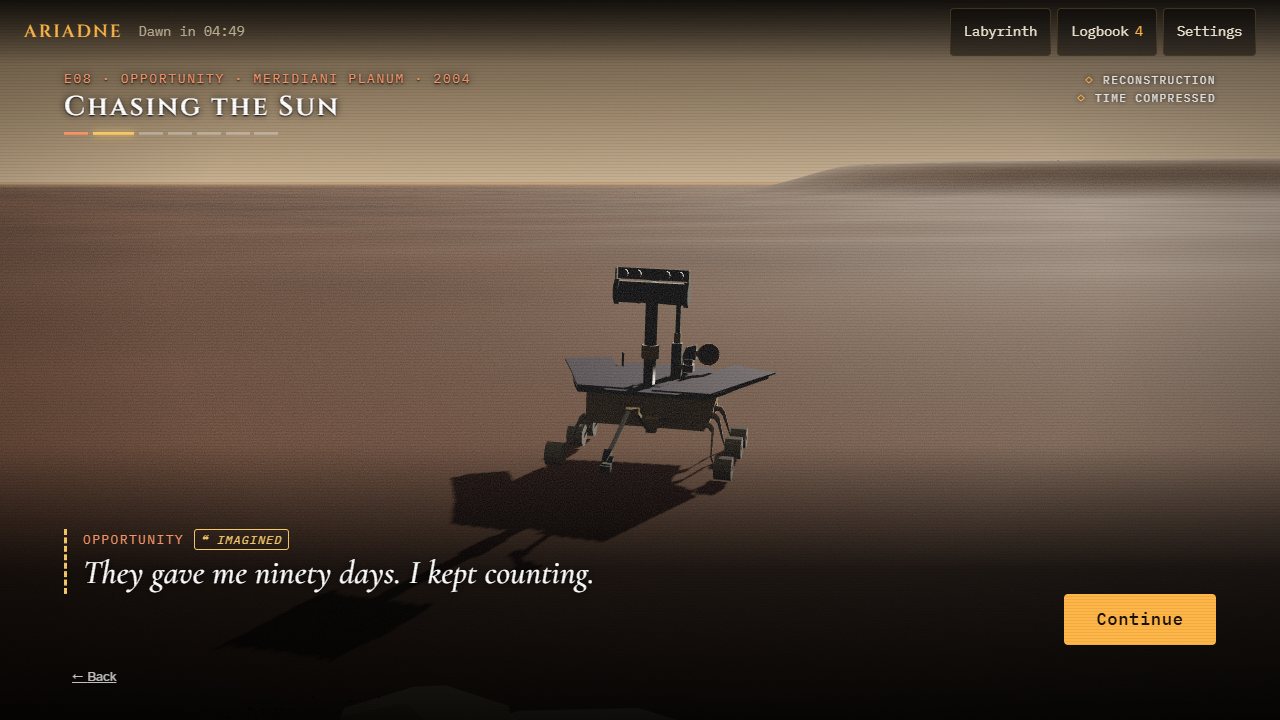 ARIADNE Dawn in 04:49 Labyrinth Logbook 4 Settings
E08 · OPPORTUNITY · MERIDIANI PLANUM · 2004
◇ RECONSTRUCTION
Chasing the Sun
◇ TIME COMPRESSED
OPPORTUNITY ❝ IMAGINED
They gave me ninety days. I kept counting.
Continue
← Back